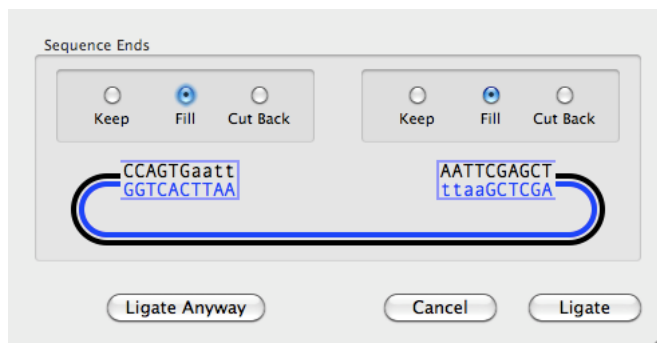 Sequence Ends
Keep Fill Cut Back Keep Fill Cut Back
CCAGTGaatt AATTCGAGCT
GGTCACTTAA ttaaGCTCGA
Ligate Anyway Cancel Ligate